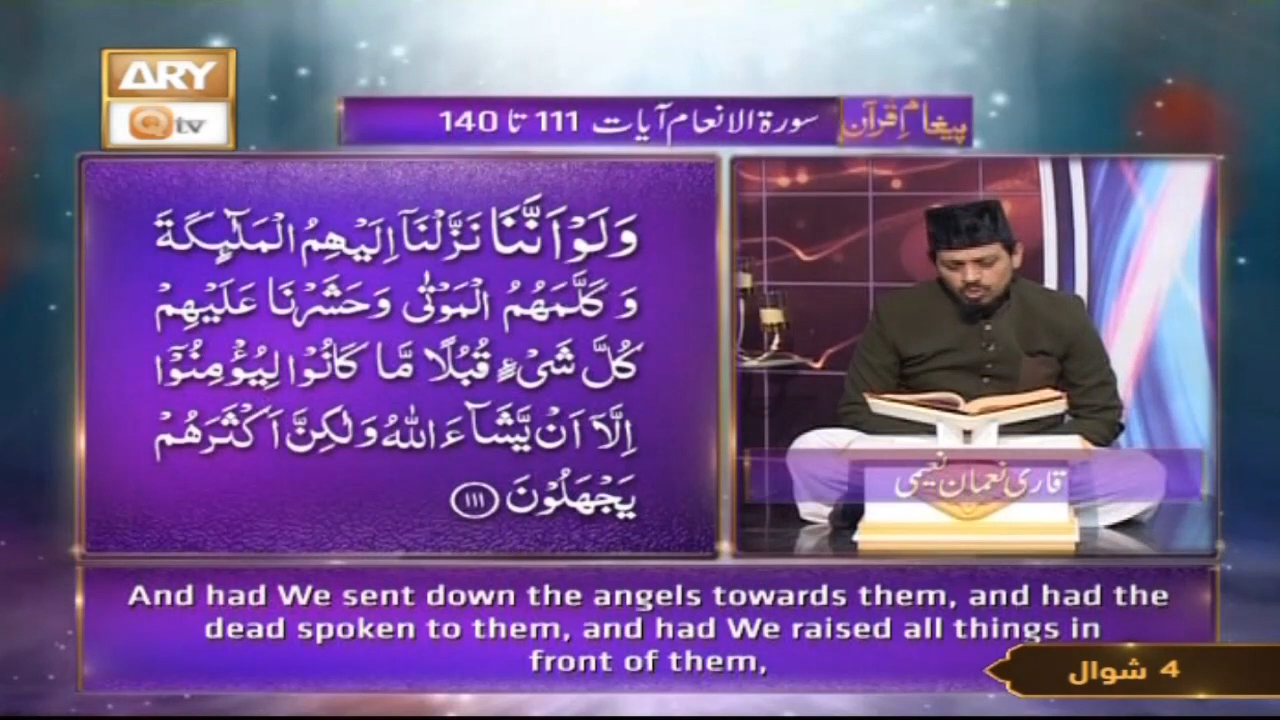 ARY
Qtv
پیغامِ قرآن
سورۃ الانعام آیات 111 تا 140
وَلَوۡ اَنَّنَا نَزَّلۡنَاۤ اِلَيۡهِمُ الۡمَلٰٓٮِٕكَةَ
وَ كَلَّمَهُمُ الۡمَوۡتٰى وَ حَشَرۡنَا عَلَيۡهِمۡ
كُلَّ شَىۡءٍ قُبُلًا مَّا كَانُوۡا لِيُؤۡمِنُوۡۤا
اِلَّاۤ اَنۡ يَّشَآءَ اللّٰهُ وَلٰكِنَّ اَكۡثَرَهُمۡ
يَجۡهَلُوۡنَ ﴿۱۱۱﴾
قاری نعمان نعیمی
And had We sent down the angels towards them, and had the
dead spoken to them, and had We raised all things in
front of them,
4 شوال